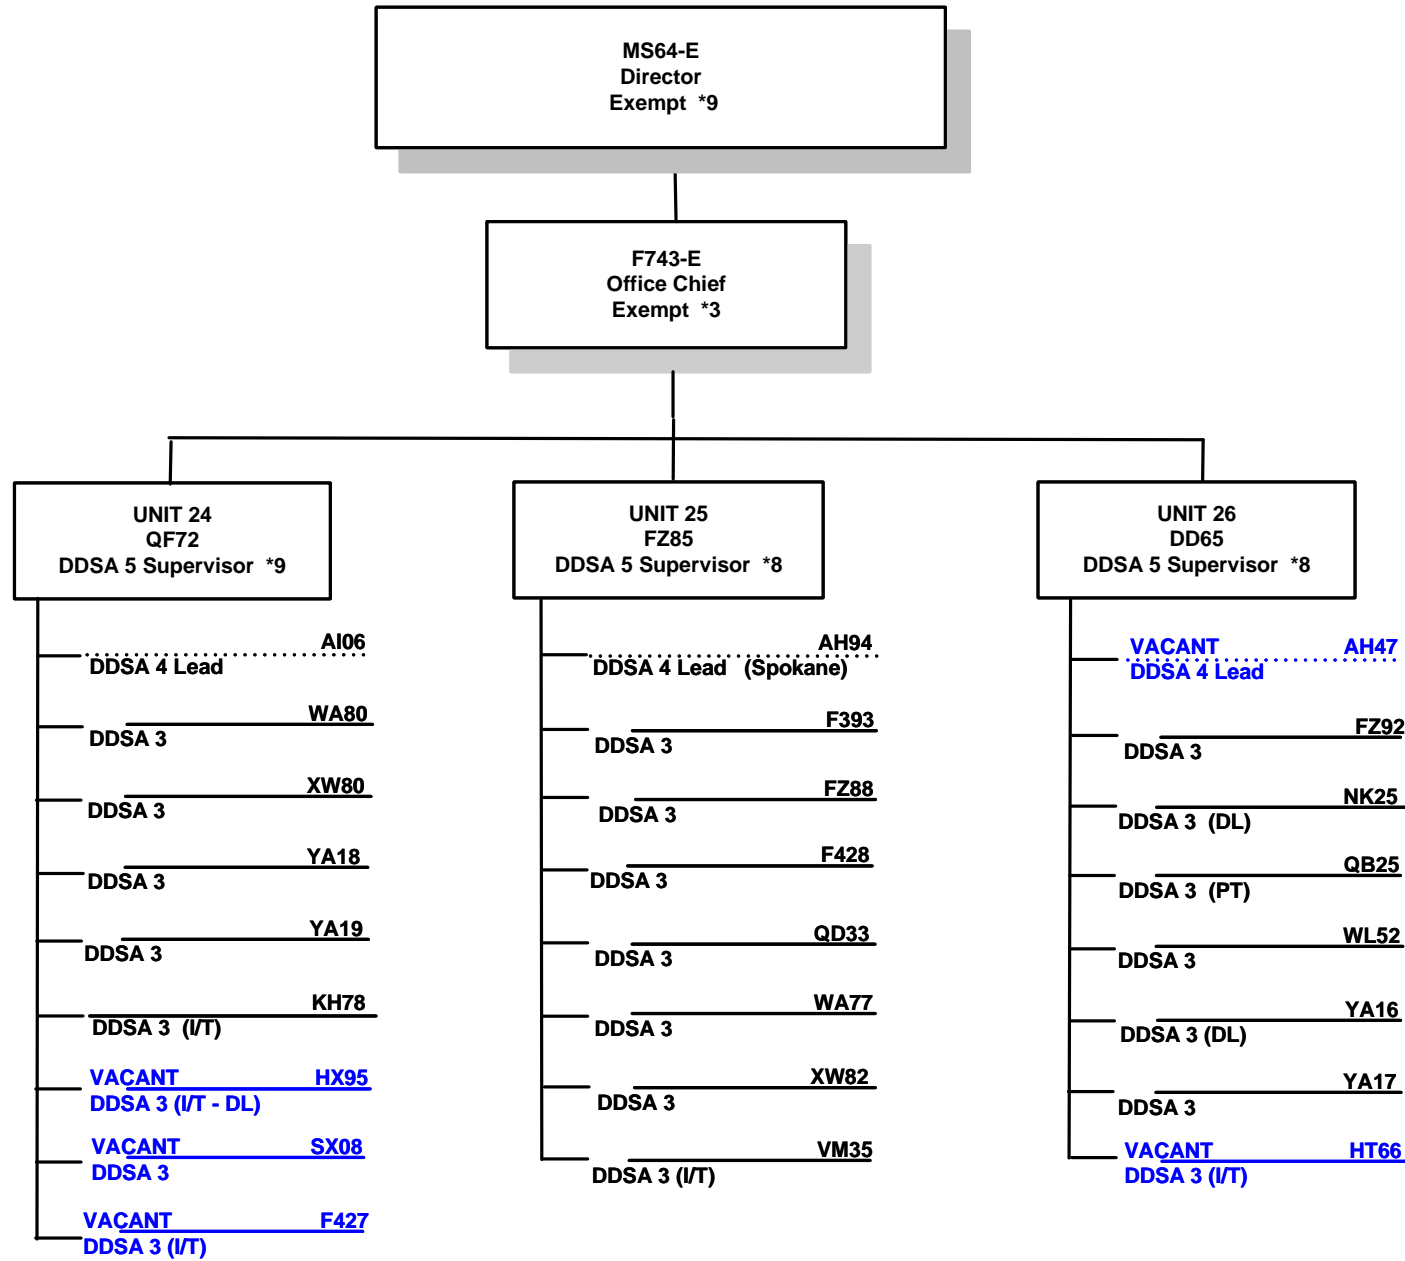 MS64-E
Director
Exempt *9
F743-E
Office Chief
Exempt *3
UNIT 24
QF72
DDSA 5 Supervisor *9
AI06
DDSA 4 Lead
WA80
DDSA 3
XW80
DDSA 3
YA18
DDSA 3
YA19
DDSA 3
KH78
DDSA 3 (I/T)
VACANT HX95
DDSA 3 (I/T - DL)
VACANT SX08
DDSA 3
VACANT F427
DDSA 3 (I/T)
UNIT 25
FZ85
DDSA 5 Supervisor *8
AH94
DDSA 4 Lead (Spokane)
F393
DDSA 3
FZ88
DDSA 3
F428
DDSA 3
QD33
DDSA 3
WA77
DDSA 3
XW82
DDSA 3
VM35
DDSA 3 (I/T)
UNIT 26
DD65
DDSA 5 Supervisor *8
VACANT AH47
DDSA 4 Lead
FZ92
DDSA 3
NK25
DDSA 3 (DL)
QB25
DDSA 3 (PT)
WL52
DDSA 3
YA16
DDSA 3 (DL)
YA17
DDSA 3
VACANT HT66
DDSA 3 (I/T)